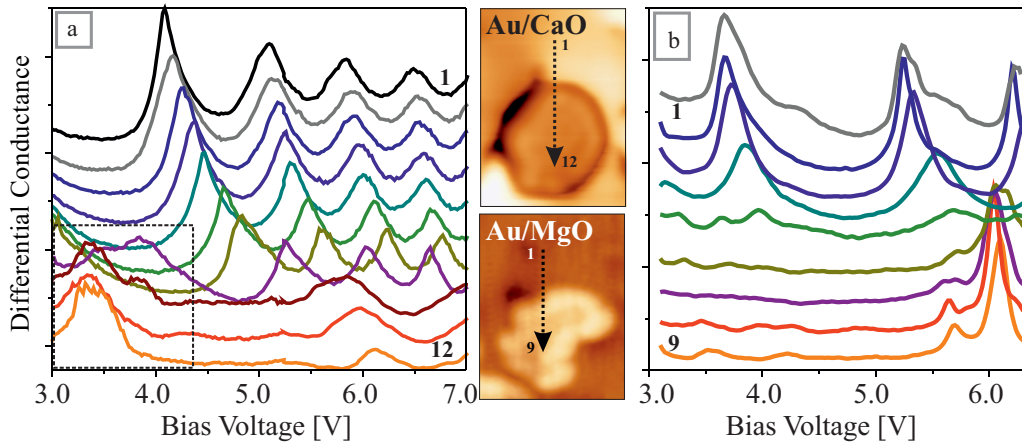 a
1
12
Differential Conductance
3.0 4.0 5.0 6.0 7.0
Bias Voltage [V]
Au/CaO
1
12
Au/MgO
1
9
b
1
9
3.0 4.0 5.0 6.0
Bias Voltage [V]